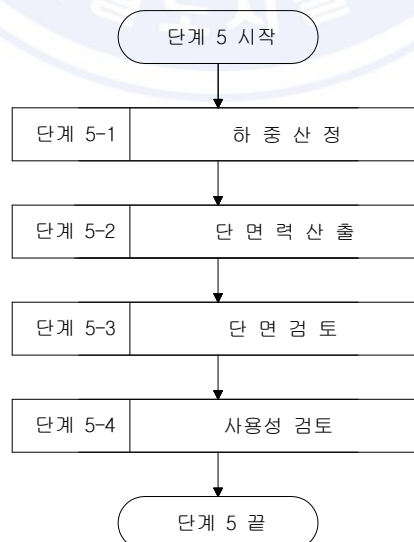 단계 5 시작
단계 5-1 하 중 산 정
단계 5-2 단 면 력 산 출
단계 5-3 단 면 검 토
단계 5-4 사용성 검토
단계 5 끝